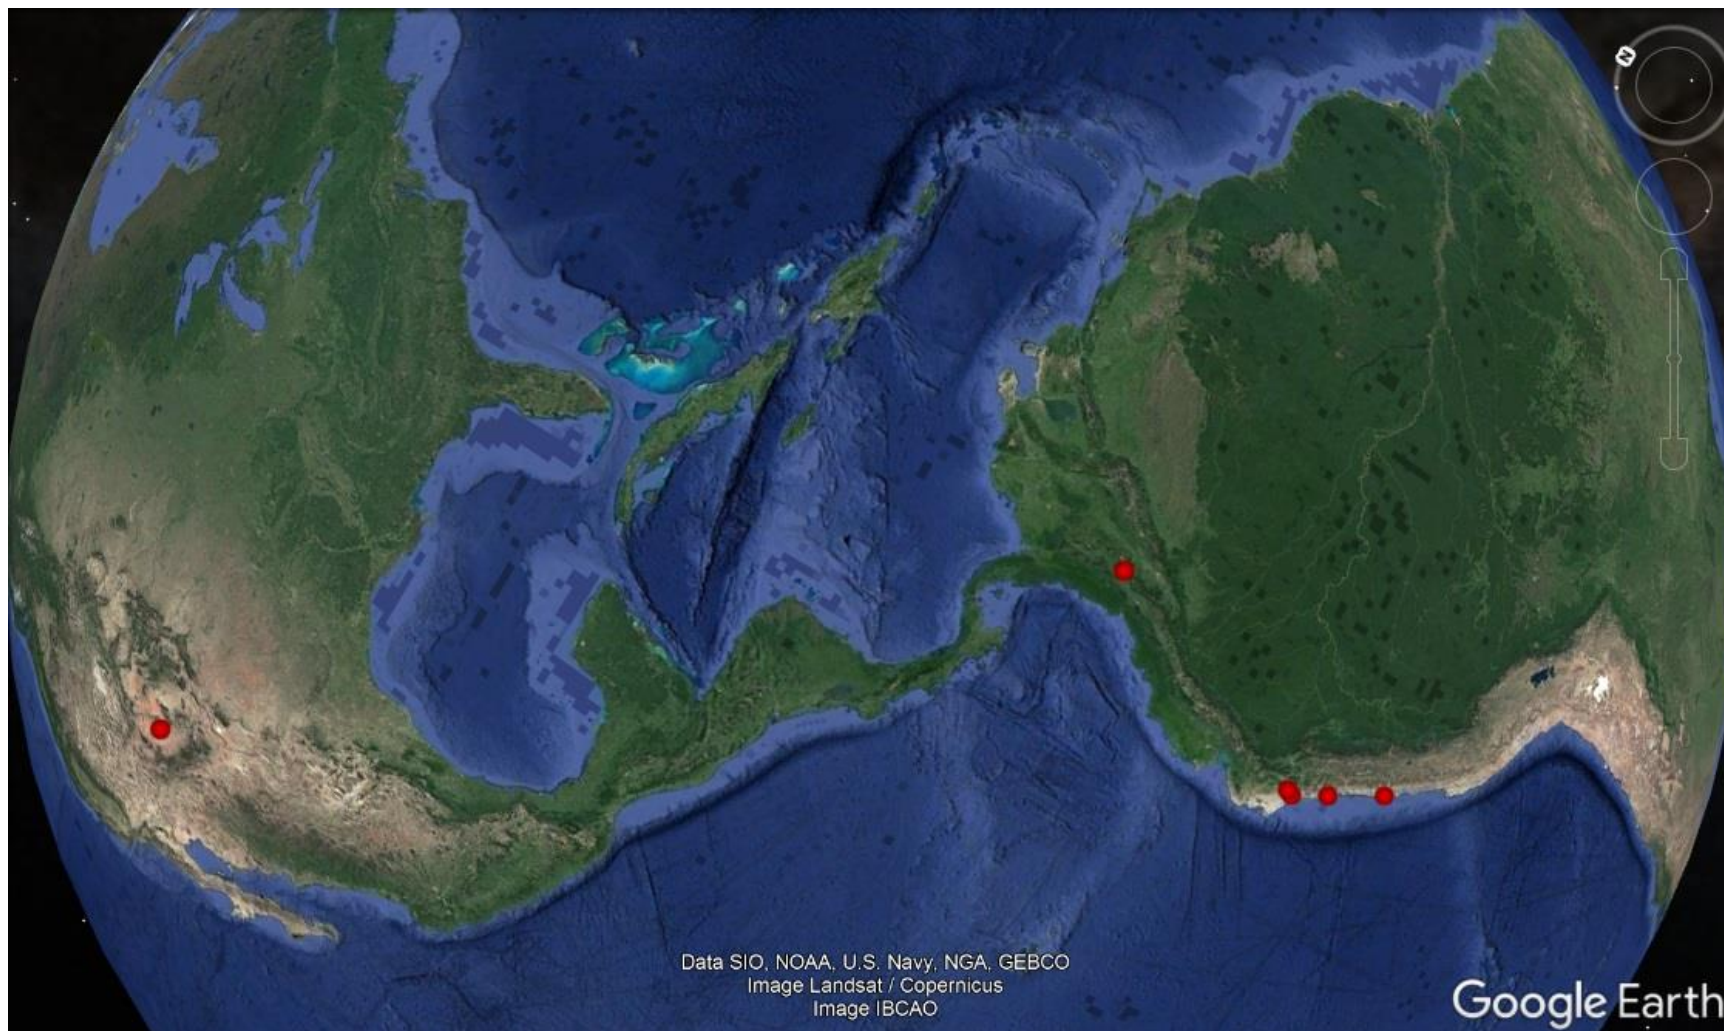 N
Data SIO, NOAA, U.S. Navy, NGA, GEBCO
Image Landsat / Copernicus
Image IBCAO
Google Earth